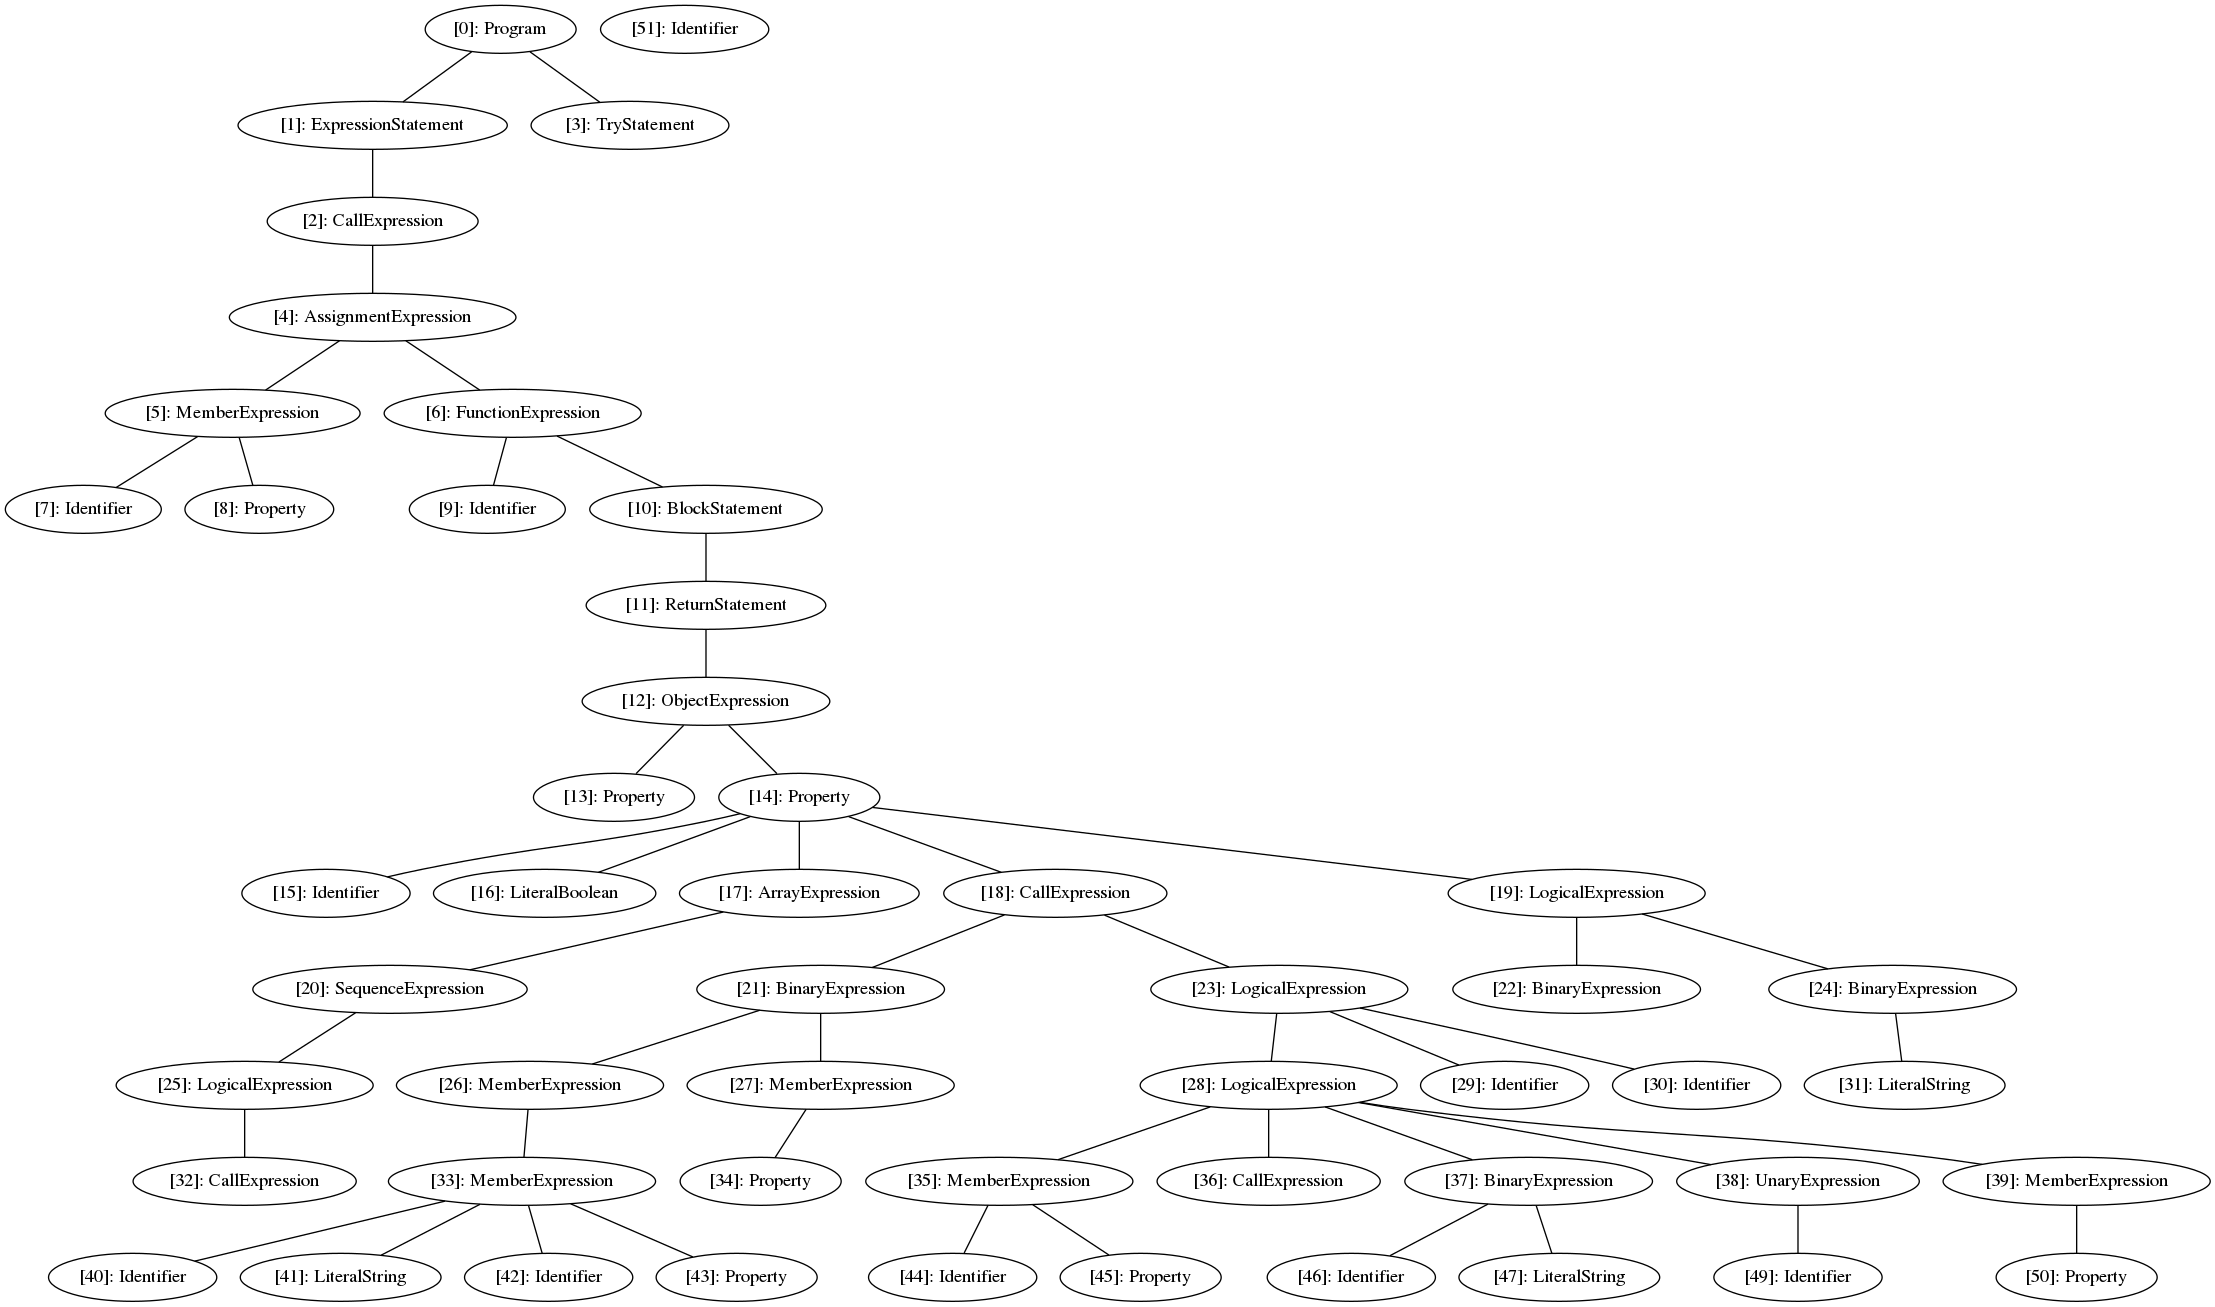 [0]: Program
[51]: Identifier
[1]: ExpressionStatement
[3]: TryStatement
[2]: CallExpression
[4]: AssignmentExpression
[5]: MemberExpression
[6]: FunctionExpression
[7]: Identifier
[8]: Property
[9]: Identifier
[10]: BlockStatement
[11]: ReturnStatement
[12]: ObjectExpression
[13]: Property
[14]: Property
[15]: Identifier
[16]: LiteralBoolean
[17]: ArrayExpression
[18]: CallExpression
[19]: LogicalExpression
[20]: SequenceExpression
[21]: BinaryExpression
[23]: LogicalExpression
[22]: BinaryExpression
[24]: BinaryExpression
[25]: LogicalExpression
[26]: MemberExpression
[27]: MemberExpression
[28]: LogicalExpression
[29]: Identifier
[30]: Identifier
[31]: LiteralString
[32]: CallExpression
[33]: MemberExpression
[34]: Property
[35]: MemberExpression
[36]: CallExpression
[37]: BinaryExpression
[38]: UnaryExpression
[39]: MemberExpression
[40]: Identifier
[41]: LiteralString
[42]: Identifier
[43]: Property
[44]: Identifier
[45]: Property
[46]: Identifier
[47]: LiteralString
[49]: Identifier
[50]: Property